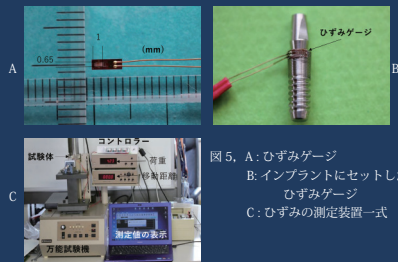 1
(mm)
0.65
A
ひずみゲージ
B
コントローラー
試験体
荷重
移動距離
C
測定値の表示
万能試験機
図 5, A : ひずみゲージ
B: インプラントにセットし
ひずみゲージ
C : ひずみの測定装置一式